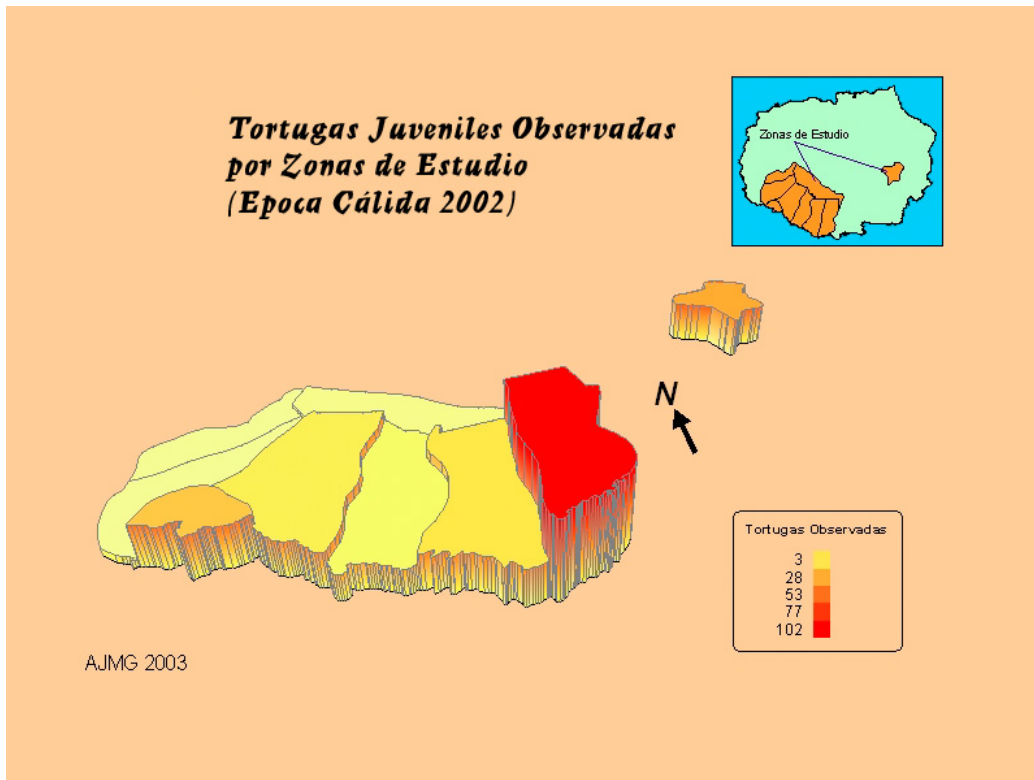 Tortugas Juveniles Observadas
por Zonas de Estudio
(Epoca Cálida 2002)
Zonas de Estudio
N
Tortugas Observadas
3
28
53
77
102
AJMG 2003